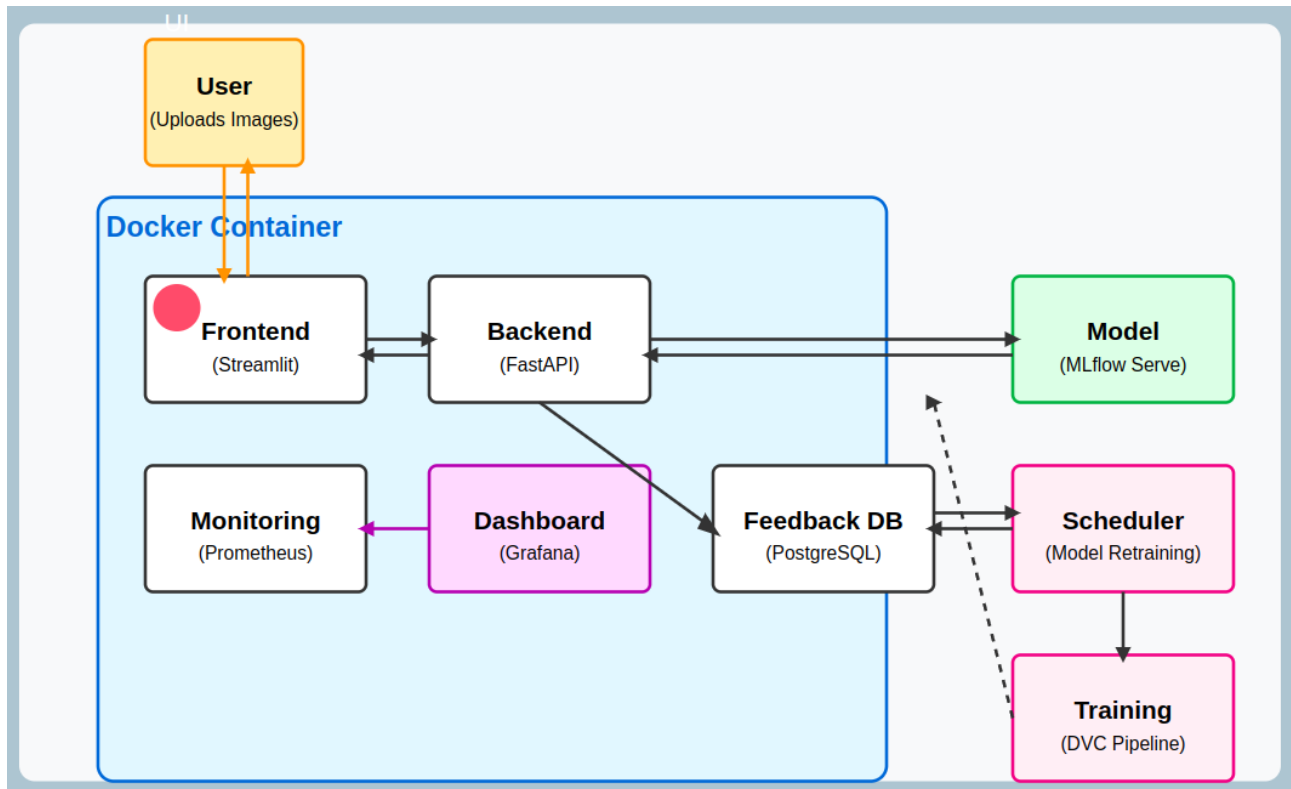 User
(Uploads Images)
Docker Container
Frontend
(Streamlit)
Backend
(FastAPI)
Model
(MLflow Serve)
Monitoring
(Prometheus)
Dashboard
(Grafana)
Feedback DB
(PostgreSQL)
Scheduler
(Model Retraining)
Training
(DVC Pipeline)